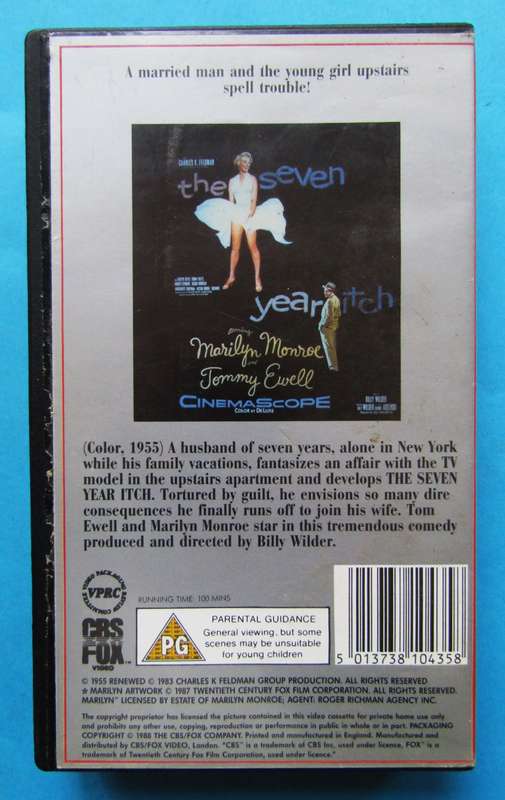 A married man and the young girl upstairs
spell trouble!
CHARLES K. FELDMAN
the seven
year itch
starring
Marilyn Monroe
and
Tommy Ewell
CINEMASCOPE
COLOR by DE LUXE
BILLY WILDER
(Color, 1955) A husband of seven years, alone in New York
while his family vacations, fantasizes an affair with the TV
model in the upstairs apartment and develops THE SEVEN
YEAR ITCH. Tortured by guilt, he envisions so many dire
consequences he finally runs off to join his wife. Tom
Ewell and Marilyn Monroe star in this tremendous comedy
produced and directed by Billy Wilder.
VPRC
CBS
FOX
VIDEO
RUNNING TIME: 100 MINS
PG
PARENTAL GUIDANCE
General viewing, but some
scenes may be unsuitable
for young children
5 013738 104358
© 1955 RENEWED © 1983 CHARLES K FELDMAN GROUP PRODUCTION. ALL RIGHTS RESERVED
★ MARILYN ARTWORK © 1987 TWENTIETH CENTURY FOX FILM CORPORATION. ALL RIGHTS RESERVED.
MARILYN™ LICENSED BY ESTATE OF MARILYN MONROE; AGENT: ROGER RICHMAN AGENCY INC.
The copyright proprietor has licensed the picture contained in this video cassette for private home use only
and prohibits any other use, copying, reproduction or performance in public in whole or in part. PACKAGING
COPYRIGHT © 1988 THE CBS/FOX COMPANY. Printed and manufactured in England. Manufactured and
distributed by CBS/FOX VIDEO, London. "CBS" is a trademark of CBS Inc, used under licence, FOX" is a
trademark of Twentieth Century Fox Film Corporation, used under licence."